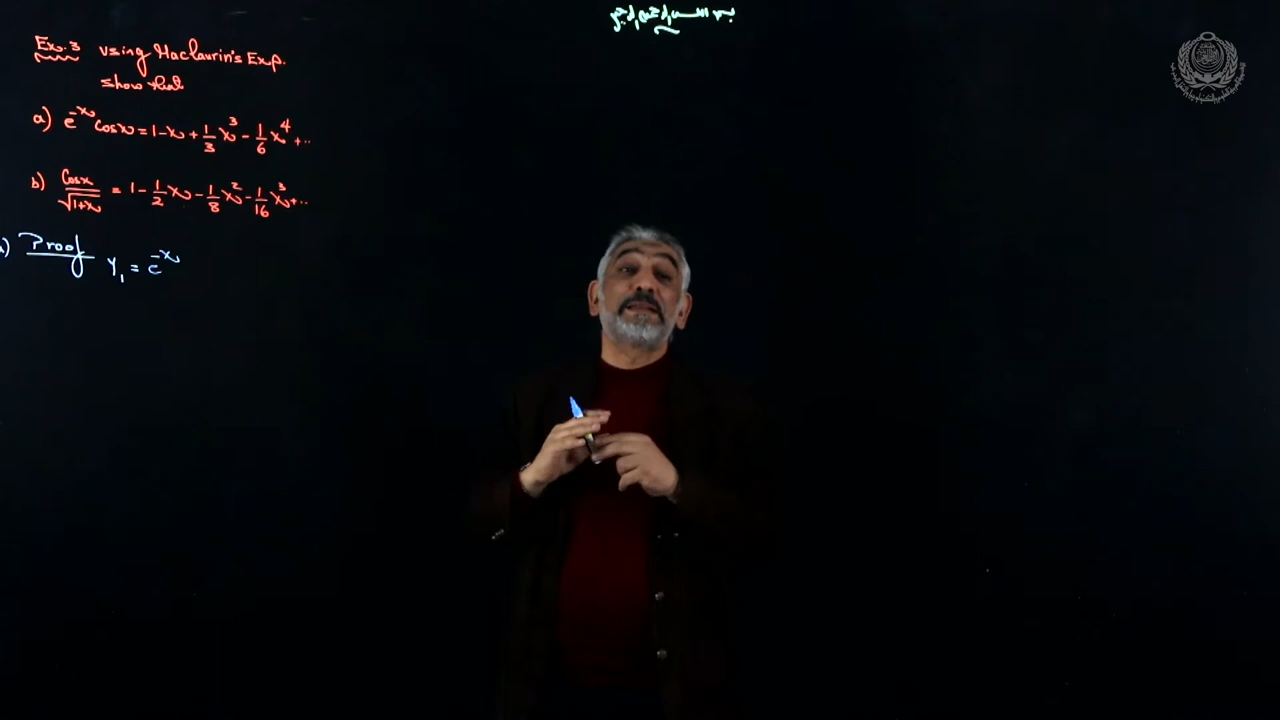 بسم الله الرحمن الرحيم
Ex. 3 using Maclaurin's Exp.
show that
a) e^{-x} cos x = 1 - x + 1/3 x^3 - 1/6 x^4 + ..
b) cos x / √(1+x) = 1 - 1/2 x - 1/8 x^2 - 1/16 x^3 + ..
a) Proof y_1 = e^{-x}